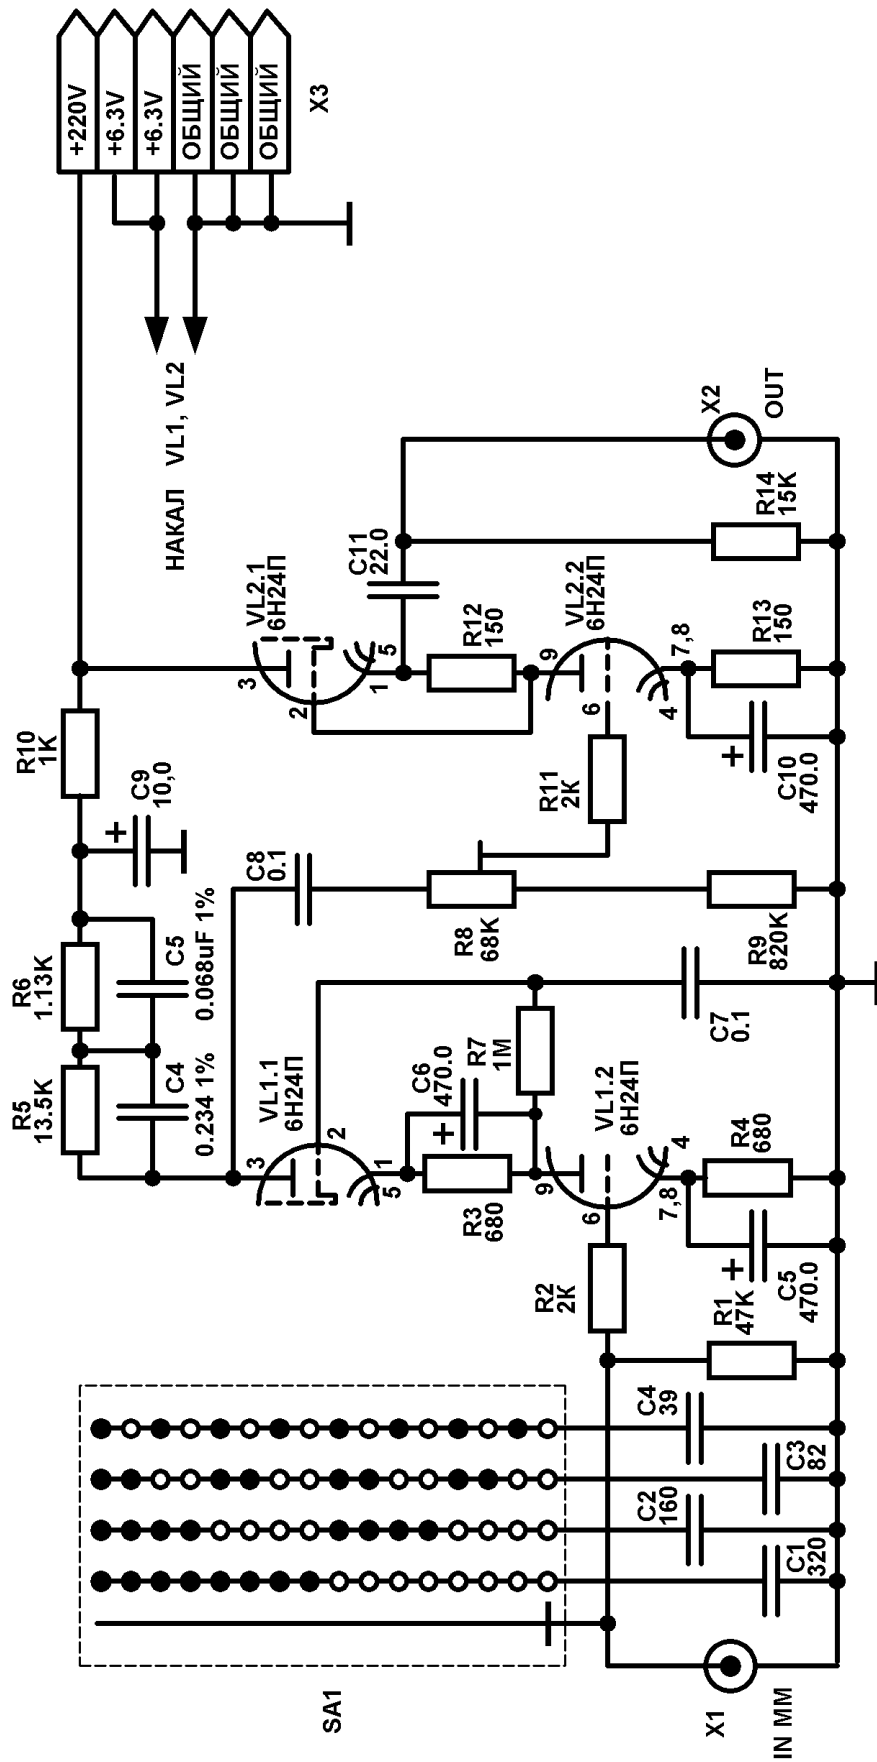 SA1
X1
IN MM
C1
320
C2
160
C3
82
C4
39
R1
47K
R2
2K
C5
470.0
R4
680
7,8
4
6
9
VL1.2
6Н24П
R3
680
C6
470.0
R7
1M
5
1
2
3
VL1.1
6Н24П
R5
13.5K
C4
0.234 1%
R6
1.13K
C5
0.068uF 1%
C7
0.1
C8
0.1
R8
68K
R9
820K
C9
10,0
R10
1K
R11
2K
C10
470.0
R13
150
7,8
4
6
9
VL2.2
6Н24П
R12
150
1
5
2
3
VL2.1
6Н24П
C11
22.0
R14
15K
X2
OUT
НАКАЛ VL1, VL2
+220V
+6.3V
+6.3V
ОБЩИЙ
ОБЩИЙ
ОБЩИЙ
X3